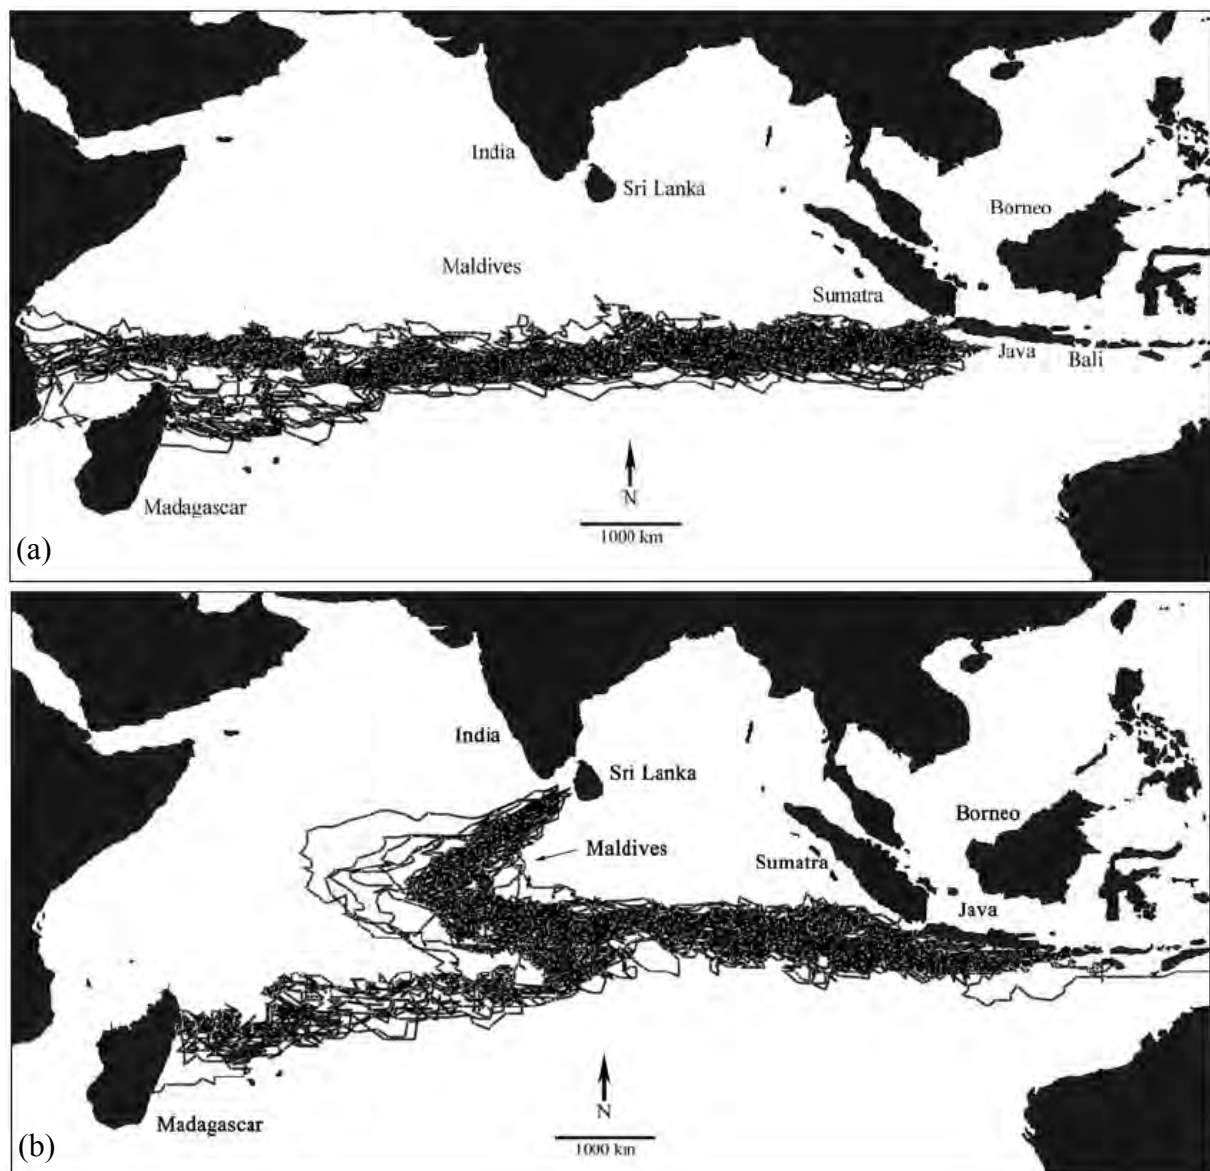 India
Sri Lanka
Borneo
Maldives
Sumatra
Java
Bali
N
1000 km
Madagascar
(a)
India
Sri Lanka
Borneo
Maldives
Sumatra
Java
N
1000 km
Madagascar
(b)